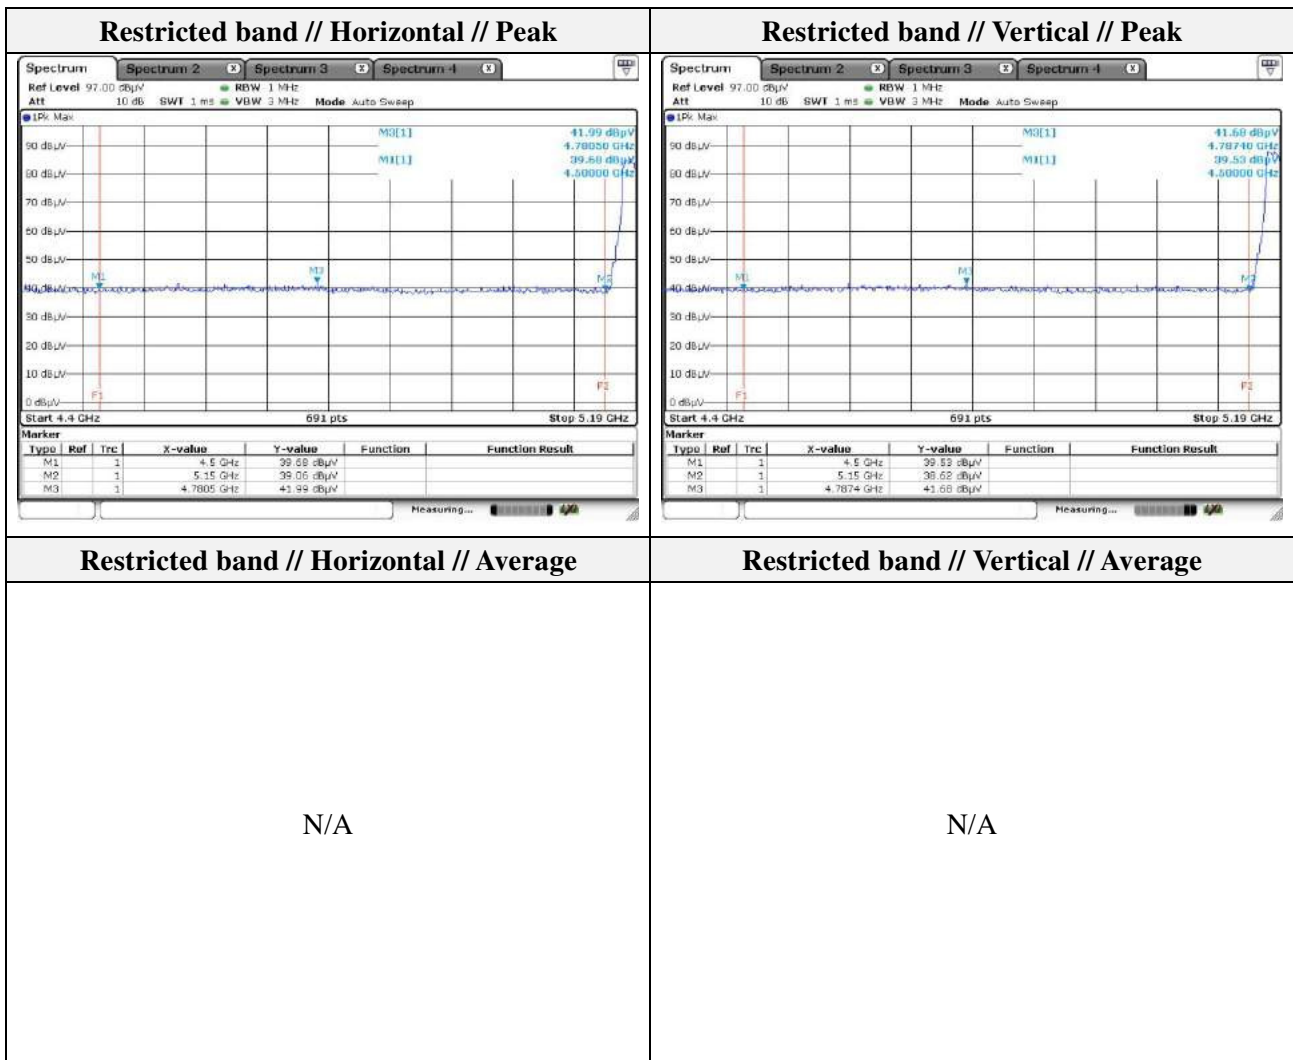 Restricted band // Horizontal // Peak
Restricted band // Vertical // Peak
Spectrum Spectrum 2 Spectrum 3 Spectrum 4
Ref Level 97.00 dBµV RBW 1 MHz
Att 10 dB SWT 1 ms VBW 3 MHz Mode Auto Sweep
1Pk Max
M3[1] 41.99 dBµV
4.78050 GHz
90 dBµV
M1[1] 39.68 dBµV
4.50000 GHz
80 dBµV
70 dBµV
60 dBµV
50 dBµV
M1 M3 M2
40 dBµV
30 dBµV
20 dBµV
10 dBµV
F1 F2
0 dBµV
Start 4.4 GHz 691 pts Stop 5.19 GHz
Marker
Type Ref Trc X-value Y-value Function Function Result
M1 1 4.5 GHz 39.68 dBµV
M2 1 5.15 GHz 39.06 dBµV
M3 1 4.7805 GHz 41.99 dBµV
Measuring...
Spectrum Spectrum 2 Spectrum 3 Spectrum 4
Ref Level 97.00 dBµV RBW 1 MHz
Att 10 dB SWT 1 ms VBW 3 MHz Mode Auto Sweep
1Pk Max
M3[1] 41.68 dBµV
4.78740 GHz
90 dBµV
M1[1] 39.53 dBµV
4.50000 GHz
80 dBµV
70 dBµV
60 dBµV
50 dBµV
M1 M3 M2
40 dBµV
30 dBµV
20 dBµV
10 dBµV
F1 F2
0 dBµV
Start 4.4 GHz 691 pts Stop 5.19 GHz
Marker
Type Ref Trc X-value Y-value Function Function Result
M1 1 4.5 GHz 39.53 dBµV
M2 1 5.15 GHz 38.62 dBµV
M3 1 4.7874 GHz 41.68 dBµV
Measuring...
Restricted band // Horizontal // Average
Restricted band // Vertical // Average
N/A
N/A